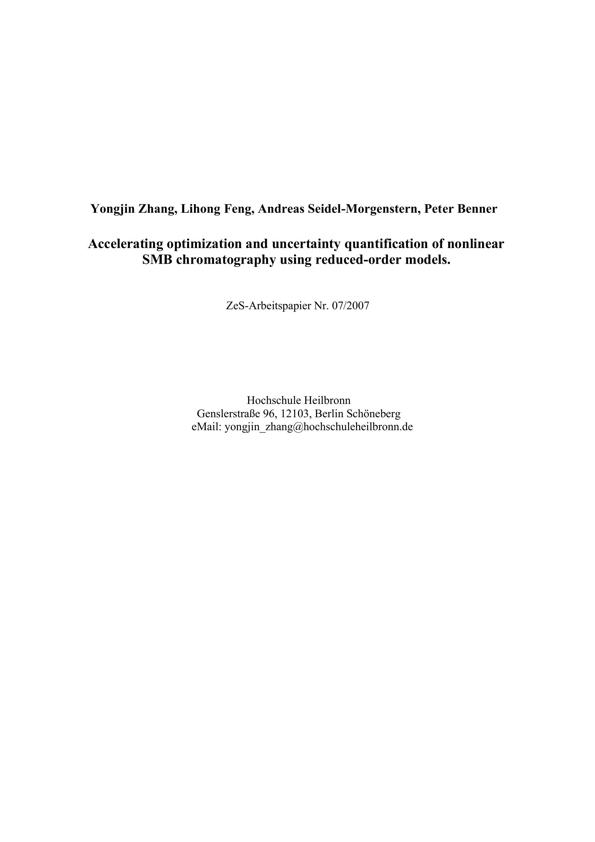 Yongjin Zhang, Lihong Feng, Andreas Seidel-Morgenstern, Peter Benner
Accelerating optimization and uncertainty quantification of nonlinear
SMB chromatography using reduced-order models.
ZeS-Arbeitspapier Nr. 07/2007
Hochschule Heilbronn
Genslerstraße 96, 12103, Berlin Schöneberg
eMail: yongjin_zhang@hochschuleheilbronn.de